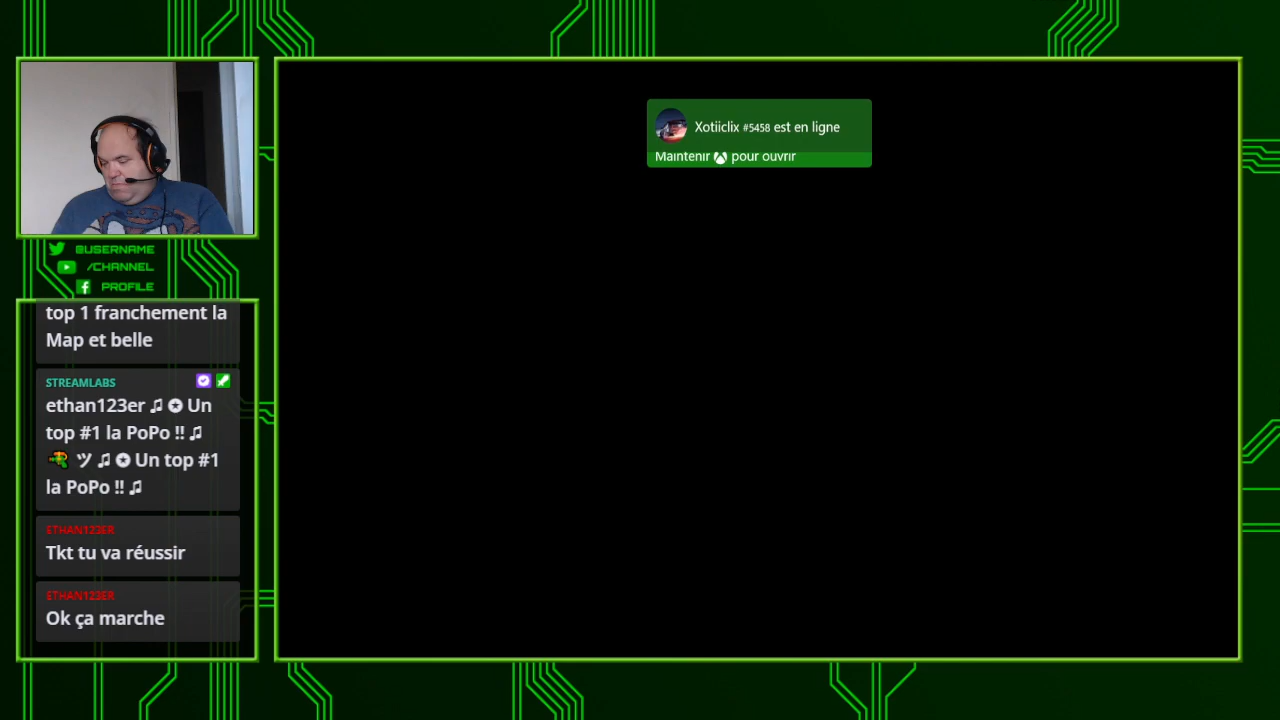 Xotiiclix #5458 est en ligne
Maintenir pour ouvrir
@USERNAME
/CHANNEL
PROFILE
top 1 franchement la
Map et belle
STREAMLABS
ethan123er ♫ ✪ Un
top #1 la PoPo !! ♫
ツ ♫ ✪ Un top #1
la PoPo !! ♫
ETHAN123ER
Tkt tu va réussir
ETHAN123ER
Ok ça marche